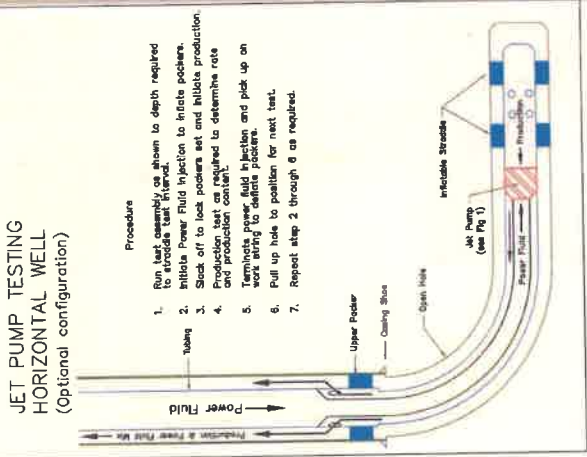 JET PUMP TESTING
HORIZONTAL WELL
(Optional configuration)
Procedure
1. Run test assembly as shown to depth required
to straddle test interval.
2. Initiate Power Fluid Injection to inflate packers.
3. Slack off to lock packers set and initiate production.
4. Production test as required to determine rate
and production content.
5. Terminate power fluid injection and pick up on
work string to deflate packers.
6. Pull up hole to position for next test.
7. Repeat step 2 through 6 as required.
Tubing
Power Fluid
Production & Power Fluid Mix
Upper Packer
Casing Shoe
Open Hole
Inflatable Straddle
Jet Pump
(see Fig 1)
Power Fluid
Production